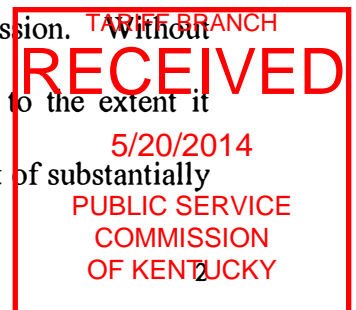 ssion. Without
TARIFF BRANCH
RECEIVED
to the extent it
5/20/2014
of substantially
PUBLIC SERVICE
COMMISSION
OF KENTUCKY
2